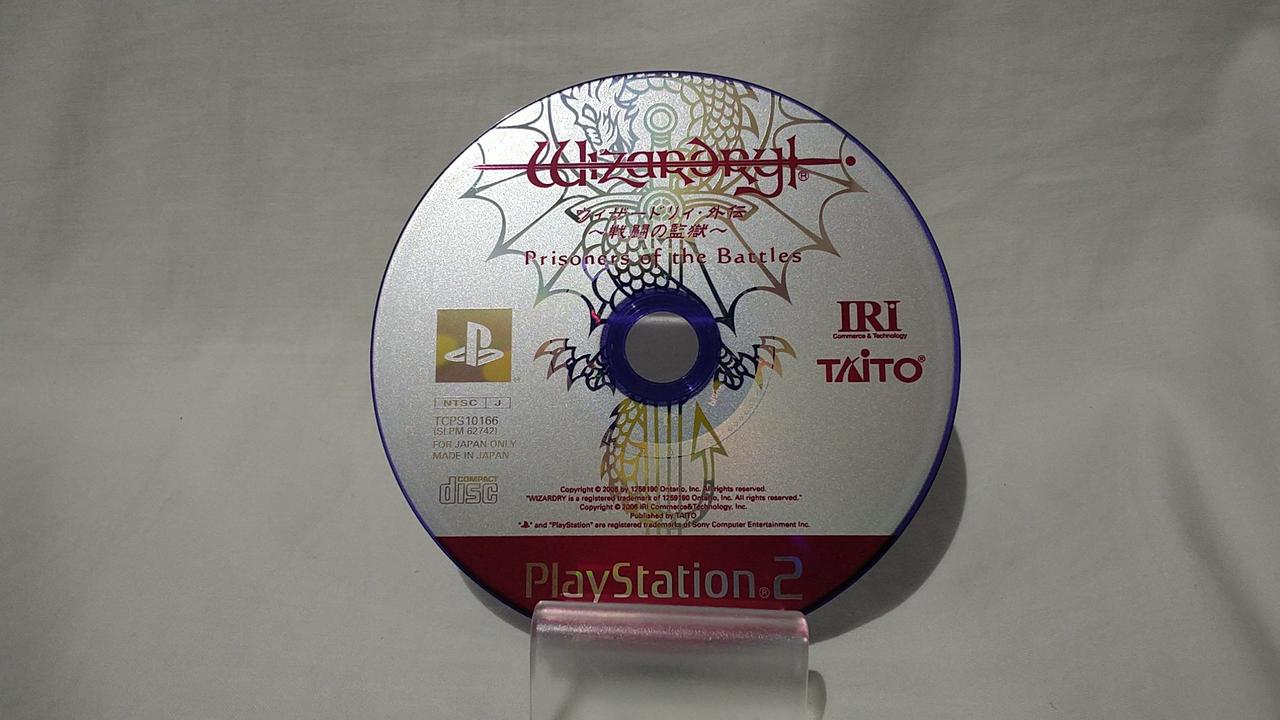 Wizardry®
ウィザードリィ・外伝
～戦闘の監獄～
Prisoners of the Battles
IRI
Commerce & Technology
TAITO®
NTSC J
TCPS10166
(SLPM 62742)
FOR JAPAN ONLY
MADE IN JAPAN
COMPACT
disc
Copyright © 2006 by 1259190 Ontario, Inc. All rights reserved.
"WIZARDRY is a registered trademark of 1259190 Ontario, Inc. All rights reserved."
Copyright © 2006 IRI Commerce&Technology, Inc.
Published by TAITO
"PS" and "PlayStation" are registered trademarks of Sony Computer Entertainment Inc.
PlayStation®2